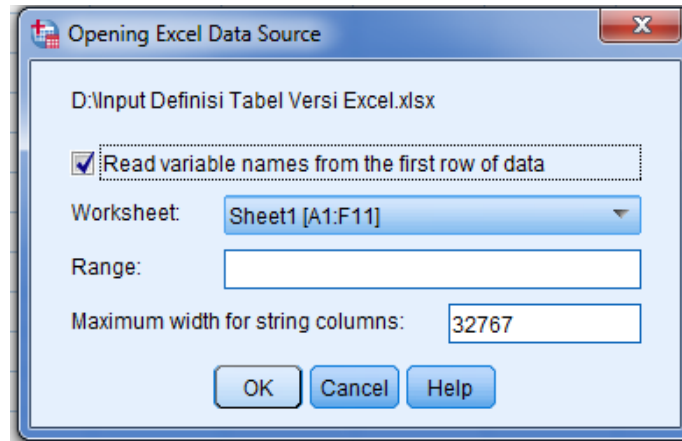 Opening Excel Data Source
D:\Input Definisi Tabel Versi Excel.xlsx
Read variable names from the first row of data
Worksheet: Sheet1 [A1:F11]
Range:
Maximum width for string columns: 32767
OK Cancel Help